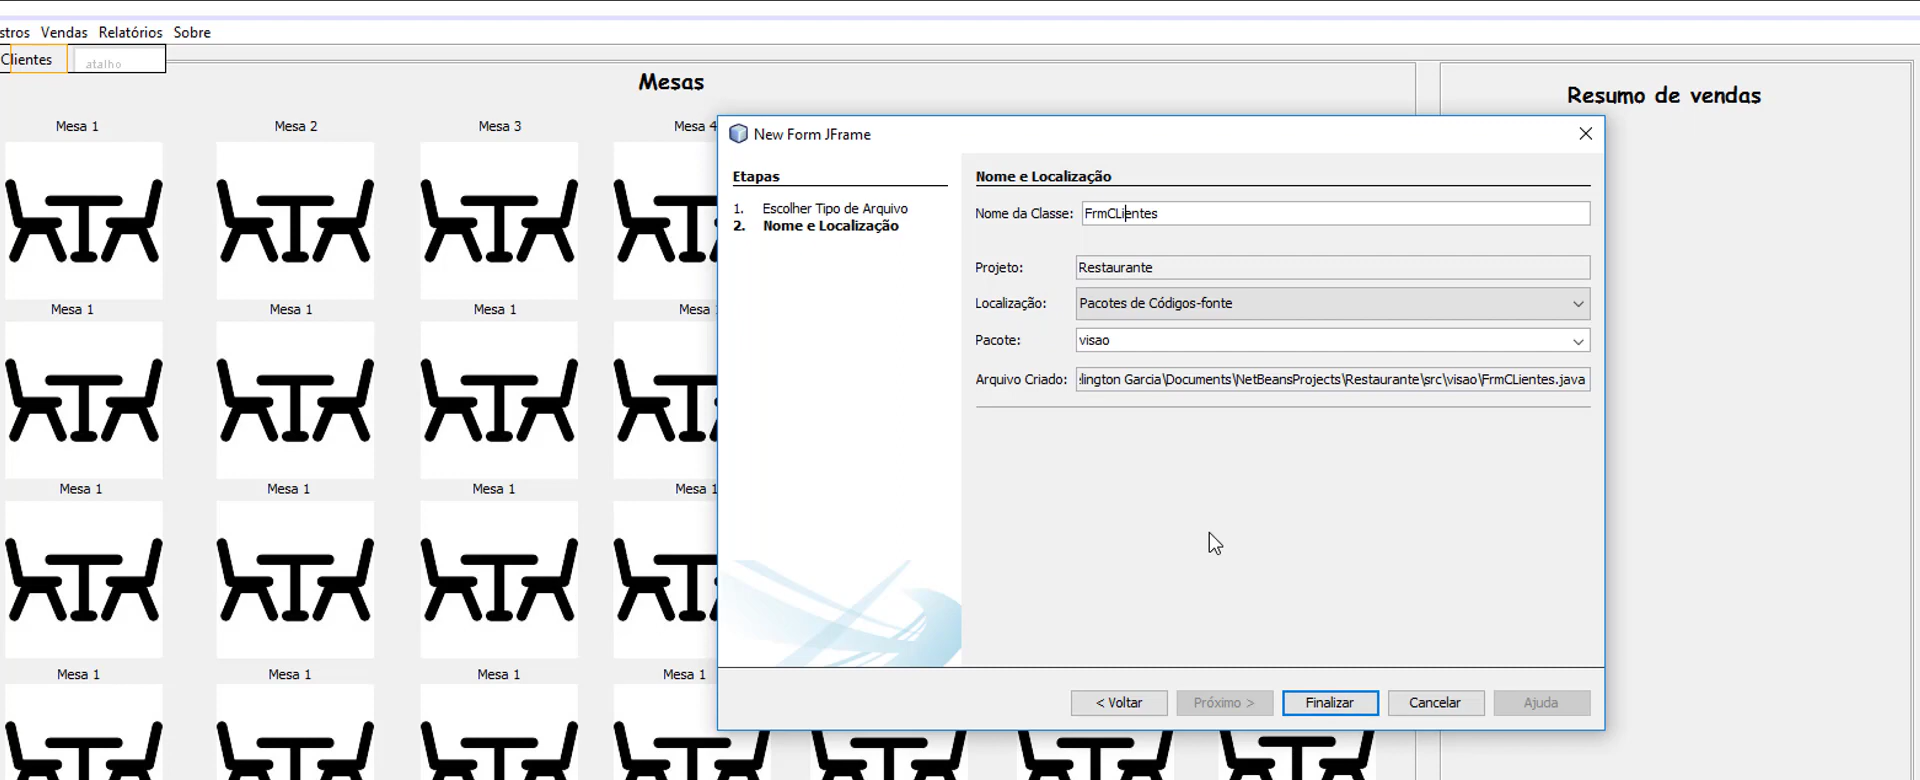 stros Vendas Relatórios Sobre
Clientes
atalho
Mesas
Resumo de vendas
Mesa 1
Mesa 2
Mesa 3
Mesa 4
Mesa 1
Mesa 1
Mesa 1
Mesa
Mesa 1
Mesa 1
Mesa 1
Mesa 1
Mesa 1
Mesa 1
Mesa 1
Mesa 1
New Form JFrame
Etapas
1. Escolher Tipo de Arquivo
2. Nome e Localização
Nome e Localização
Nome da Classe: FrmCLientes
Projeto: Restaurante
Localização: Pacotes de Códigos-fonte
Pacote: visao
Arquivo Criado: lington Garcia\Documents\NetBeansProjects\Restaurante\src\visao\FrmCLientes.java
< Voltar
Próximo >
Finalizar
Cancelar
Ajuda